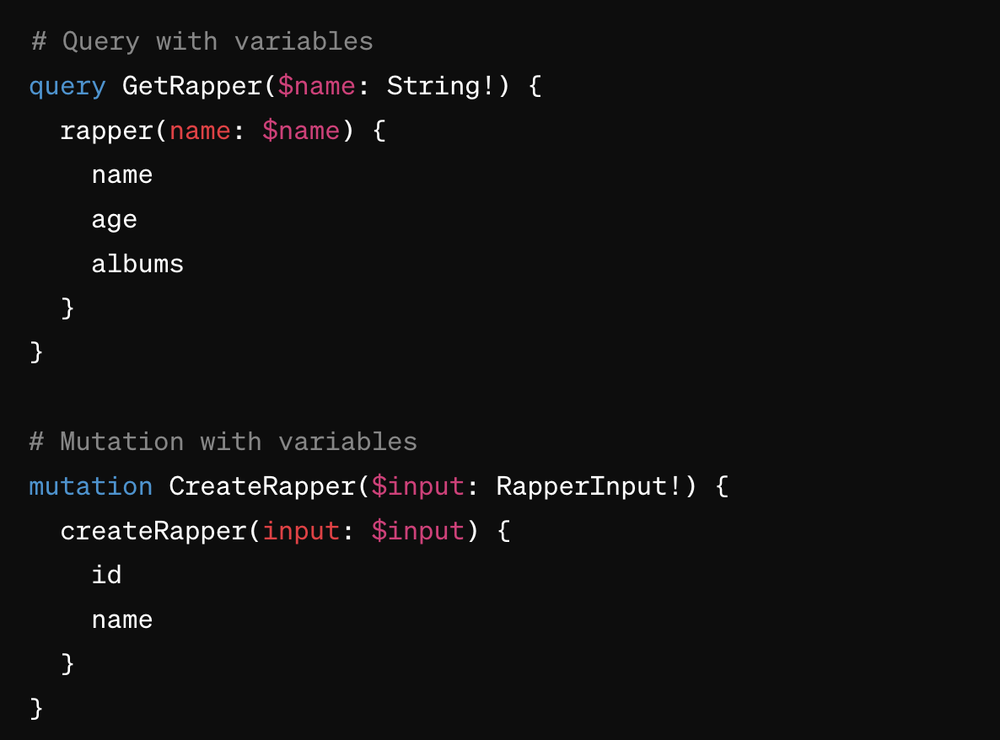 # Query with variables
query GetRapper($name: String!) {
  rapper(name: $name) {
    name
    age
    albums
  }
}

# Mutation with variables
mutation CreateRapper($input: RapperInput!) {
  createRapper(input: $input) {
    id
    name
  }
}